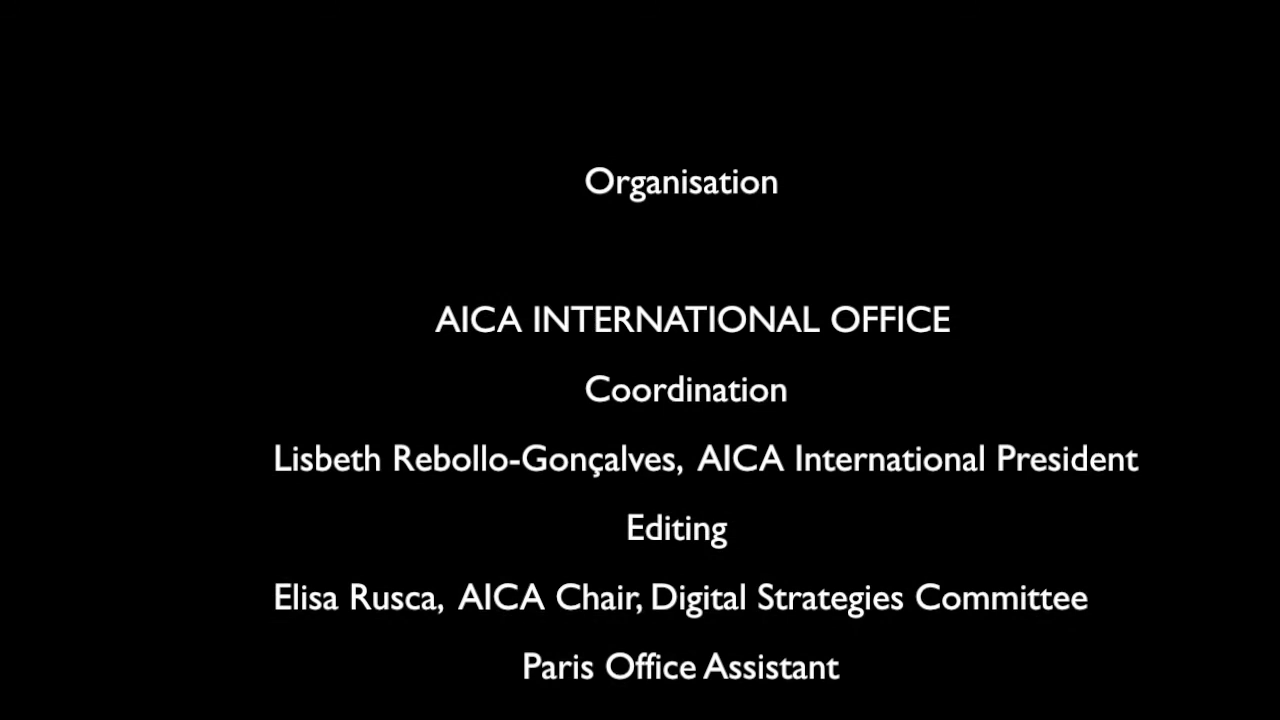 Organisation
AICA INTERNATIONAL OFFICE
Coordination
Lisbeth Rebollo-Gonçalves, AICA International President
Editing
Elisa Rusca, AICA Chair, Digital Strategies Committee
Paris Office Assistant